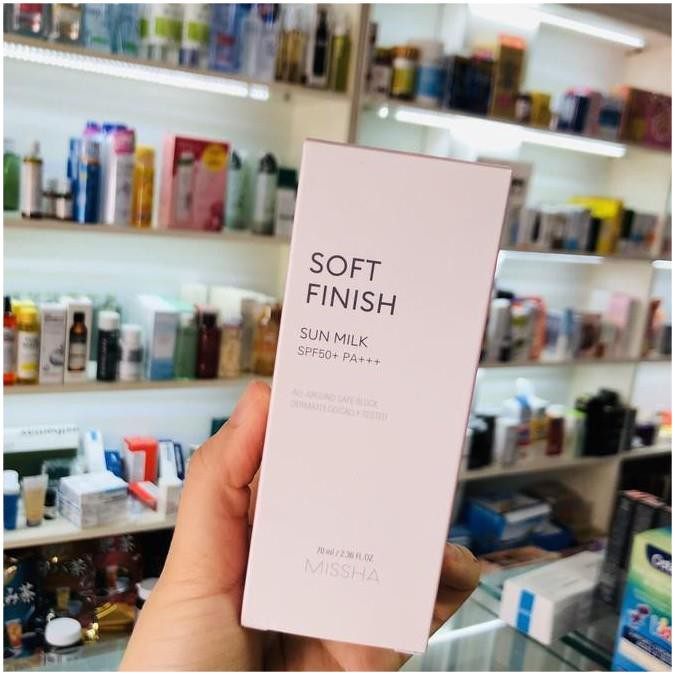 SOFT
FINISH
SUN MILK
SPF50+ PA+++
ALL-AROUND SAFE BLOCK
DERMATOLOGICALLY TESTED
70 ml / 2.36 FL.OZ
MISSHA